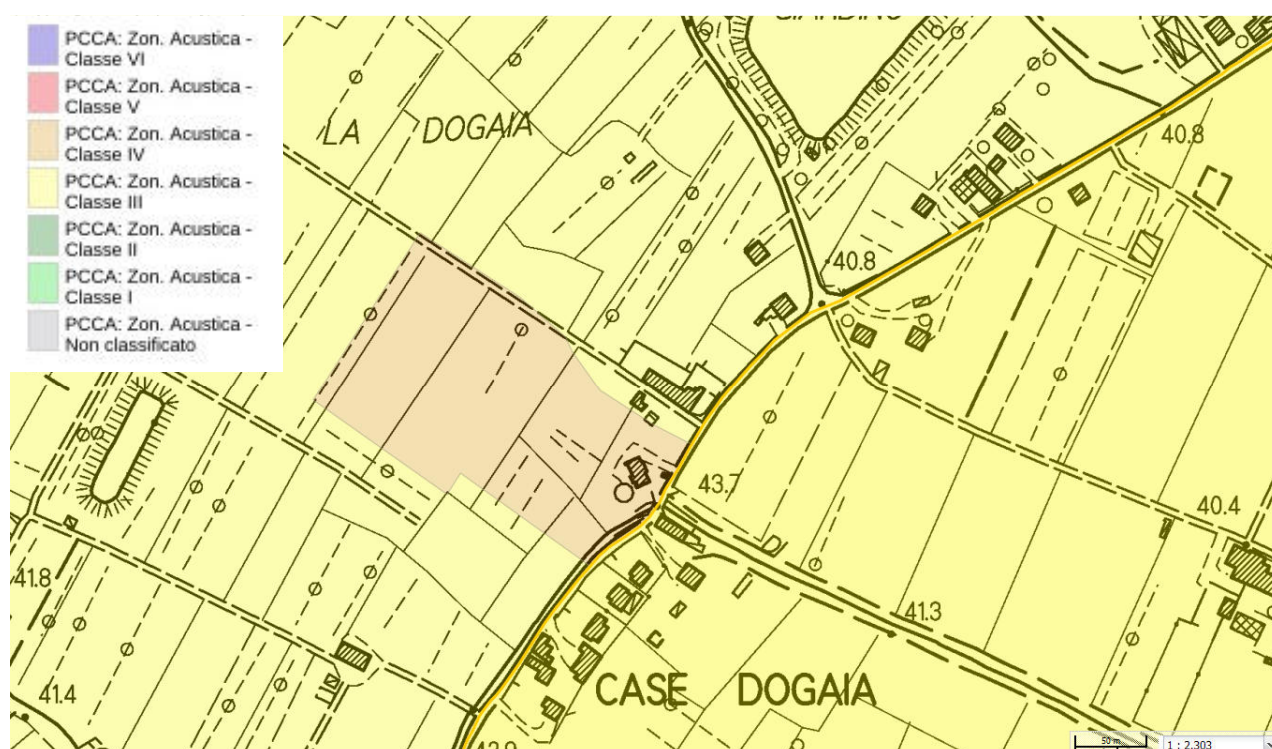 PCCA: Zon. Acustica -
Classe VI
PCCA: Zon. Acustica -
Classe V
PCCA: Zon. Acustica -
Classe IV
PCCA: Zon. Acustica -
Classe III
PCCA: Zon. Acustica -
Classe II
PCCA: Zon. Acustica -
Classe I
PCCA: Zon. Acustica -
Non classificato
LA DOGAIA
40.8
40.8
43.7
40.4
41.8
41.3
41.4
CASE DOGAIA
50 m
1 : 2.303